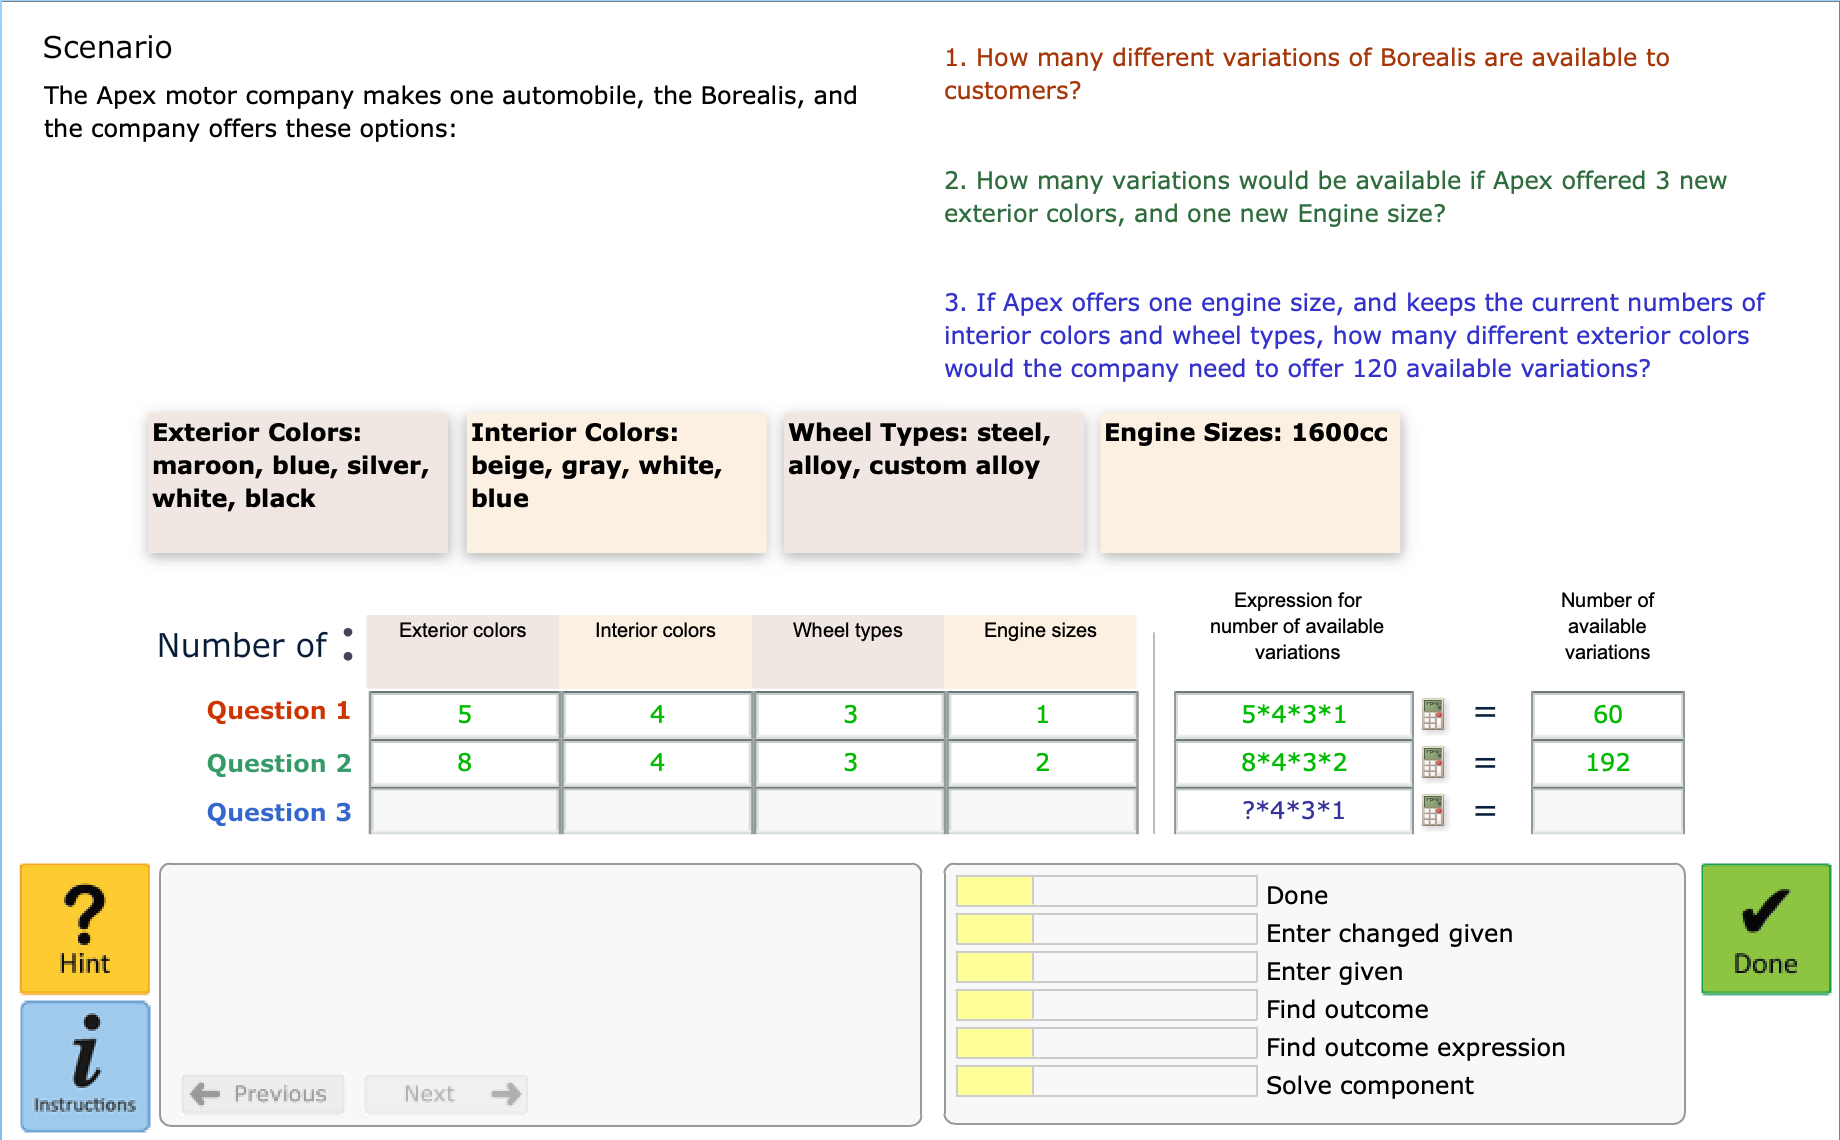 Scenario
The Apex motor company makes one automobile, the Borealis, and
the company offers these options:
1. How many different variations of Borealis are available to
customers?
2. How many variations would be available if Apex offered 3 new
exterior colors, and one new Engine size?
3. If Apex offers one engine size, and keeps the current numbers of
interior colors and wheel types, how many different exterior colors
would the company need to offer 120 available variations?
Exterior Colors:
maroon, blue, silver,
white, black
Interior Colors:
beige, gray, white,
blue
Wheel Types: steel,
alloy, custom alloy
Engine Sizes: 1600cc
Number of :
Exterior colors
Interior colors
Wheel types
Engine sizes
Expression for
number of available
variations
Number of
available
variations
Question 1 5 4 3 1 5*4*3*1 = 60
Question 2 8 4 3 2 8*4*3*2 = 192
Question 3 ?*4*3*1 =
? Hint
i Instructions
Previous
Next
Done
Enter changed given
Enter given
Find outcome
Find outcome expression
Solve component
✔ Done